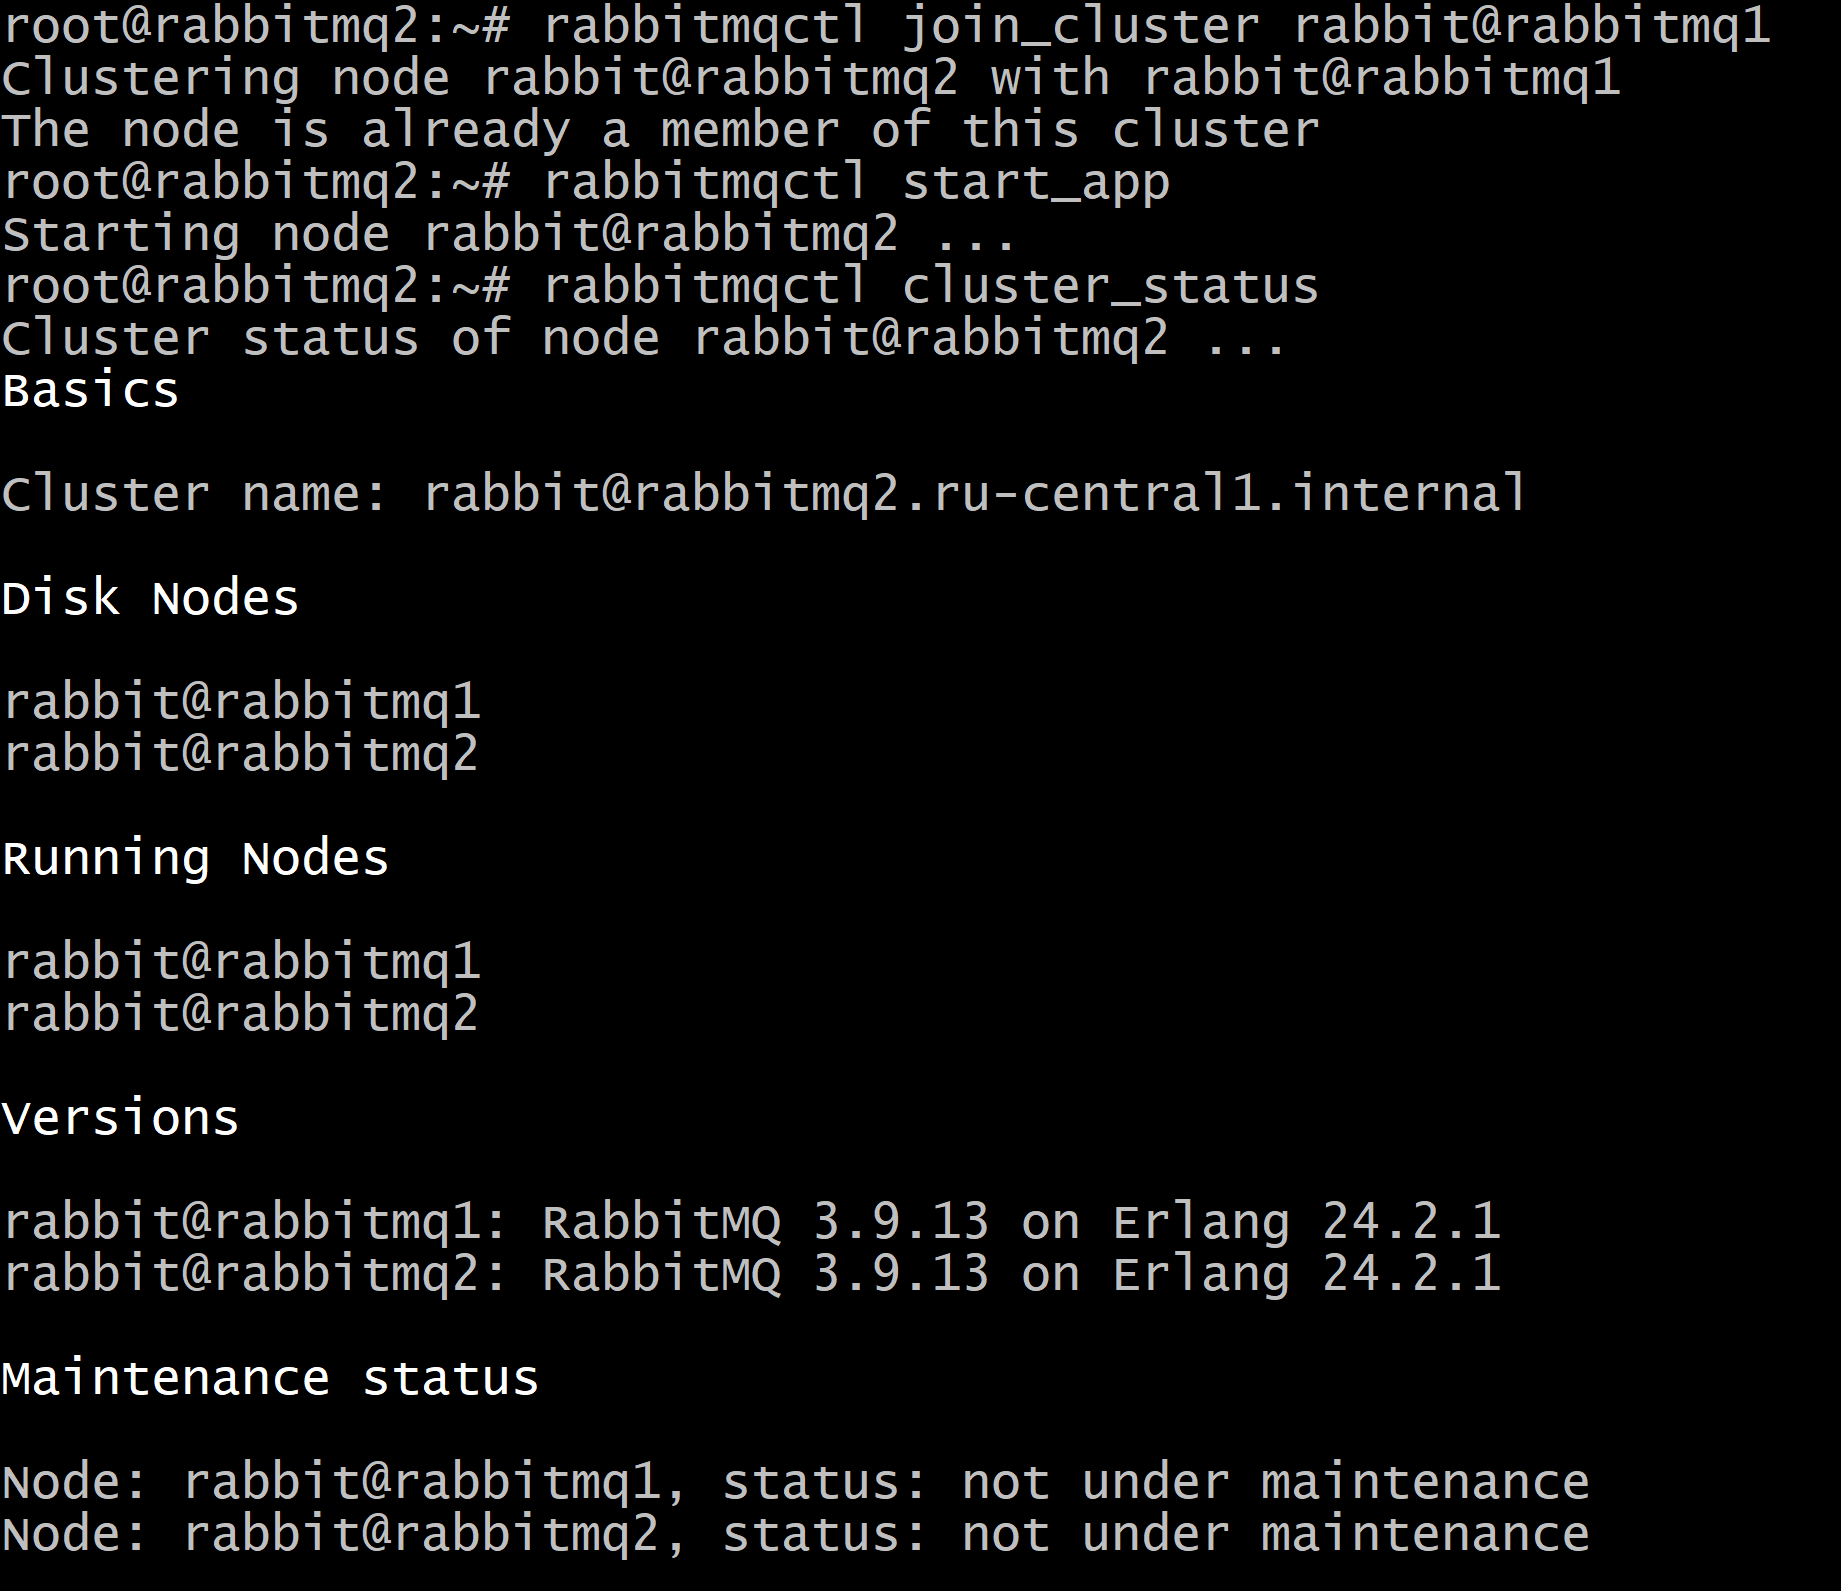 root@rabbitmq2:~# rabbitmqctl join_cluster rabbit@rabbitmq1
Clustering node rabbit@rabbitmq2 with rabbit@rabbitmq1
The node is already a member of this cluster
root@rabbitmq2:~# rabbitmqctl start_app
Starting node rabbit@rabbitmq2 ...
root@rabbitmq2:~# rabbitmqctl cluster_status
Cluster status of node rabbit@rabbitmq2 ...
Basics
Cluster name: rabbit@rabbitmq2.ru-central1.internal
Disk Nodes
rabbit@rabbitmq1
rabbit@rabbitmq2
Running Nodes
rabbit@rabbitmq1
rabbit@rabbitmq2
Versions
rabbit@rabbitmq1: RabbitMQ 3.9.13 on Erlang 24.2.1
rabbit@rabbitmq2: RabbitMQ 3.9.13 on Erlang 24.2.1
Maintenance status
Node: rabbit@rabbitmq1, status: not under maintenance
Node: rabbit@rabbitmq2, status: not under maintenance